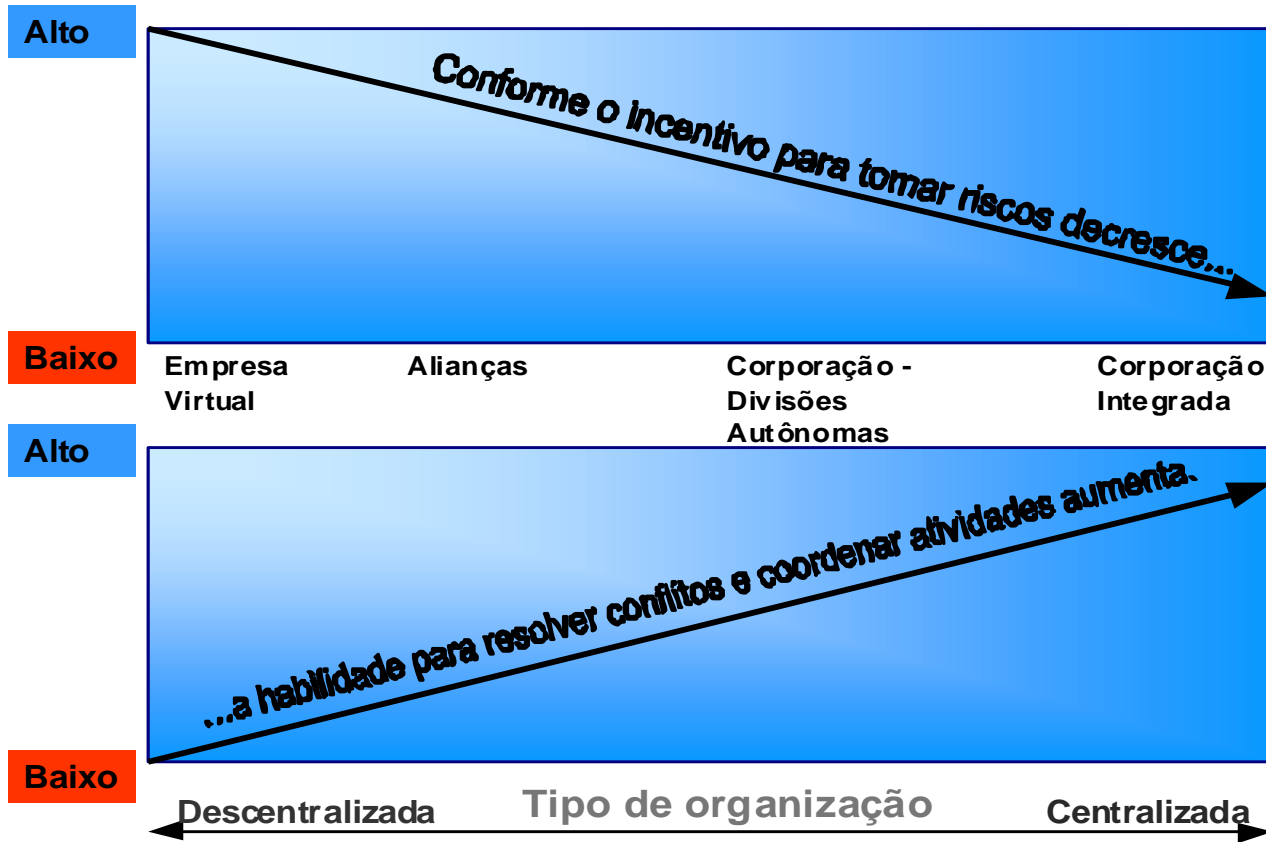 Alto
Conforme o incentivo para tomar riscos decresce...
Baixo
Empresa
Virtual
Alianças
Corporação -
Divisões
Autônomas
Corporação
Integrada
Alto
...a habilidade para resolver conflitos e coordenar atividades aumenta.
Baixo
Descentralizada
Tipo de organização
Centralizada